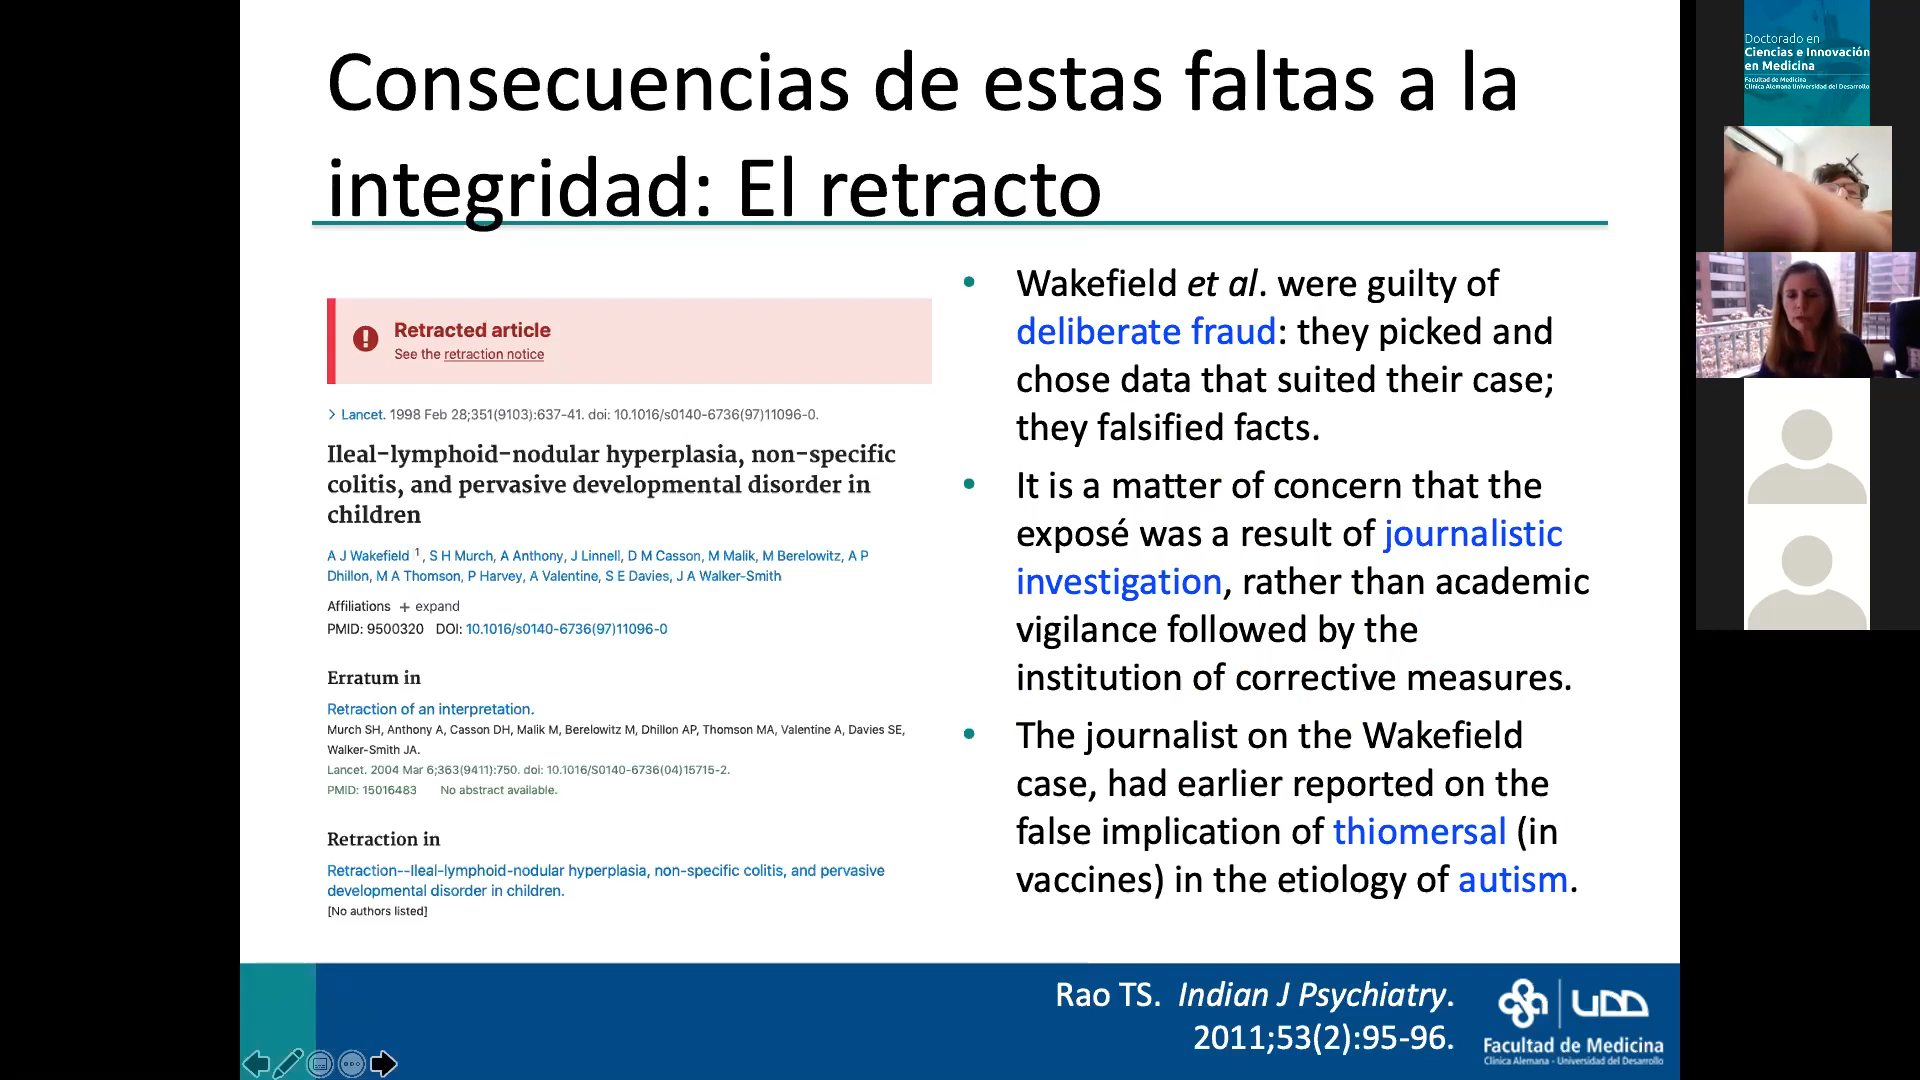 Consecuencias de estas faltas a la
integridad: El retracto
Retracted article
See the retraction notice
> Lancet. 1998 Feb 28;351(9103):637-41. doi: 10.1016/s0140-6736(97)11096-0.
Ileal-lymphoid-nodular hyperplasia, non-specific
colitis, and pervasive developmental disorder in
children
A J Wakefield 1, S H Murch, A Anthony, J Linnell, D M Casson, M Malik, M Berelowitz, A P
Dhillon, M A Thomson, P Harvey, A Valentine, S E Davies, J A Walker-Smith
Affiliations + expand
PMID: 9500320 DOI: 10.1016/s0140-6736(97)11096-0
Erratum in
Retraction of an interpretation.
Murch SH, Anthony A, Casson DH, Malik M, Berelowitz M, Dhillon AP, Thomson MA, Valentine A, Davies SE,
Walker-Smith JA.
Lancet. 2004 Mar 6;363(9411):750. doi: 10.1016/S0140-6736(04)15715-2.
PMID: 15016483 No abstract available.
Retraction in
Retraction--Ileal-lymphoid-nodular hyperplasia, non-specific colitis, and pervasive
developmental disorder in children.
[No authors listed]
• Wakefield et al. were guilty of
deliberate fraud: they picked and
chose data that suited their case;
they falsified facts.
• It is a matter of concern that the
exposé was a result of journalistic
investigation, rather than academic
vigilance followed by the
institution of corrective measures.
• The journalist on the Wakefield
case, had earlier reported on the
false implication of thiomersal (in
vaccines) in the etiology of autism.
Rao TS. Indian J Psychiatry.
2011;53(2):95-96.
UDD
Facultad de Medicina
Clínica Alemana - Universidad del Desarrollo
Doctorado en
Ciencias e Innovación
en Medicina
Facultad de Medicina
Clínica Alemana Universidad del Desarrollo